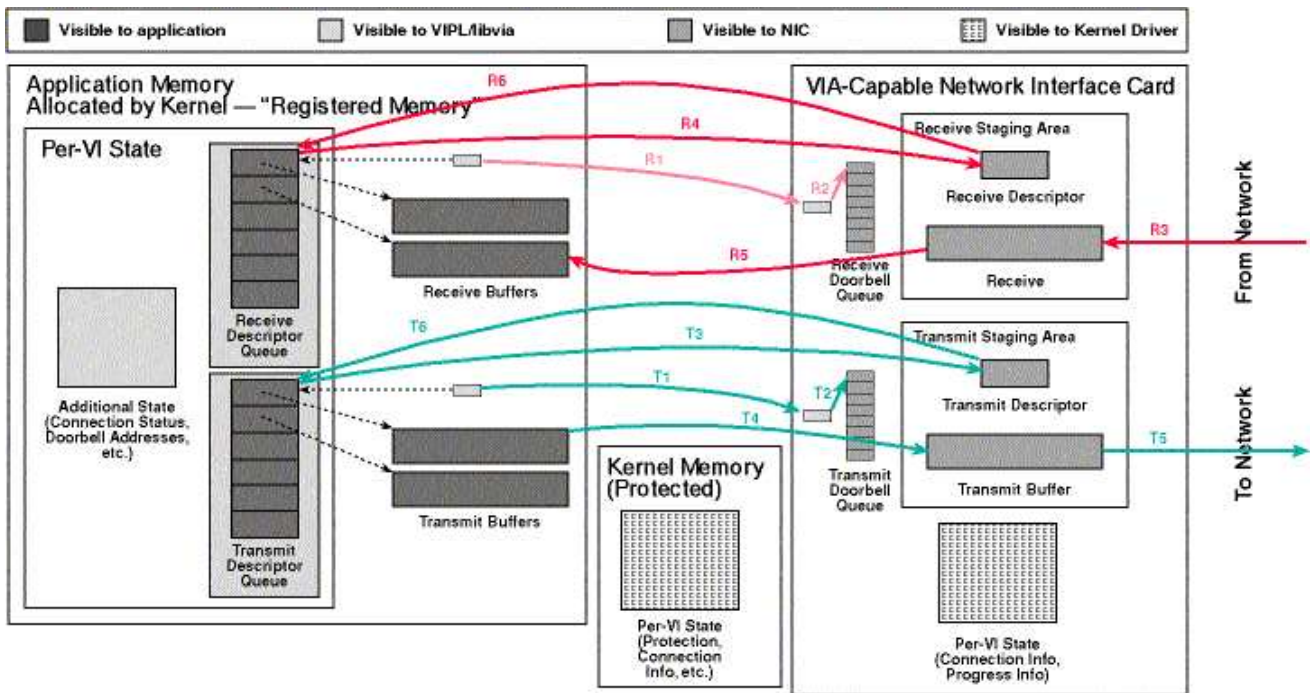 Visible to application
Visible to VIPL/libvia
Visible to NIC
Visible to Kernel Driver
Application Memory
Allocated by Kernel — "Registered Memory"
Per-VI State
Receive
Descriptor
Queue
Additional State
(Connection Status,
Doorbell Addresses,
etc.)
Transmit
Descriptor
Queue
Receive Buffers
Transmit Buffers
R6
R4
R1
R2
R5
R3
T6
T3
T1
T2
T4
T5
Kernel Memory
(Protected)
Per-VI State
(Protection,
Connection
Info, etc.)
VIA-Capable Network Interface Card
Receive Staging Area
Receive Descriptor
Receive
Receive
Doorbell
Queue
Transmit Staging Area
Transmit Descriptor
Transmit Buffer
Transmit
Doorbell
Queue
Per-VI State
(Connection Info,
Progress Info)
From Network
To Network